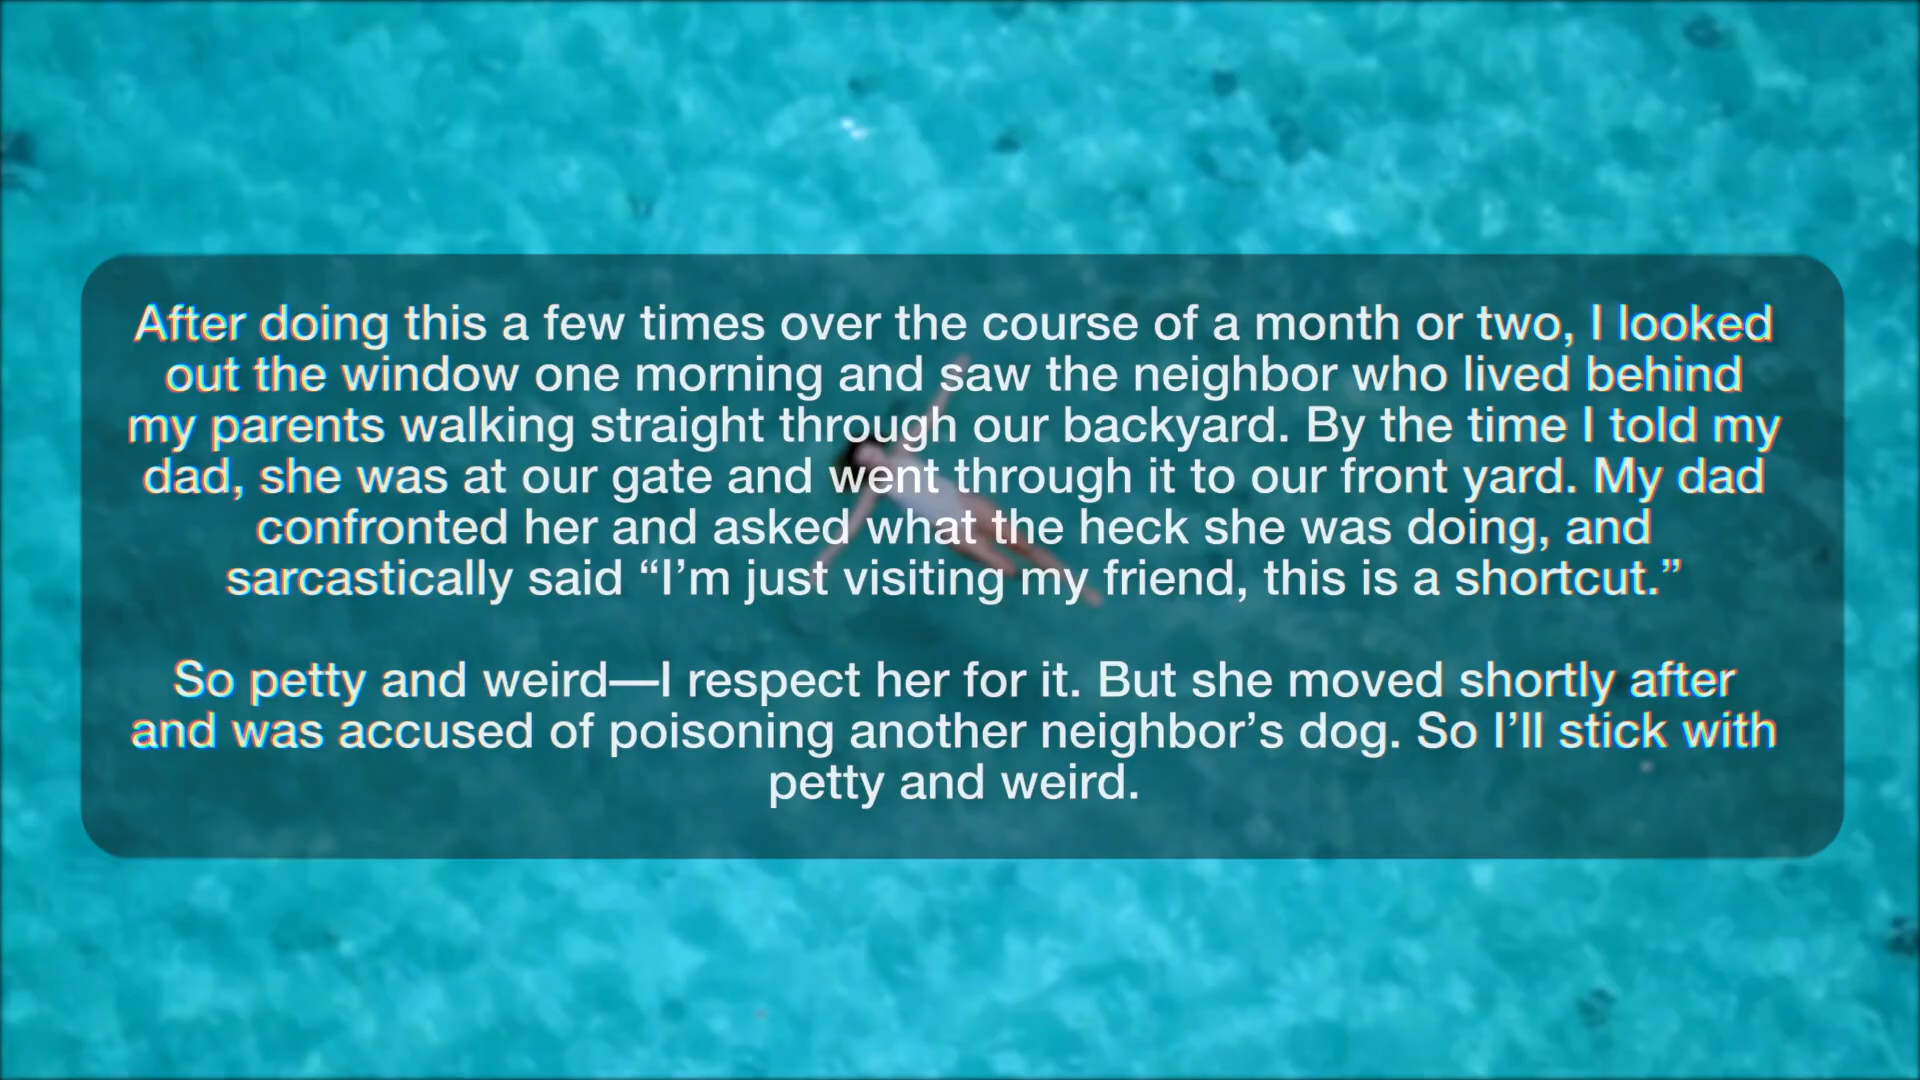 After doing this a few times over the course of a month or two, I looked
out the window one morning and saw the neighbor who lived behind
my parents walking straight through our backyard. By the time I told my
dad, she was at our gate and went through it to our front yard. My dad
confronted her and asked what the heck she was doing, and
sarcastically said “I’m just visiting my friend, this is a shortcut.”
So petty and weird—I respect her for it. But she moved shortly after
and was accused of poisoning another neighbor’s dog. So I’ll stick with
petty and weird.